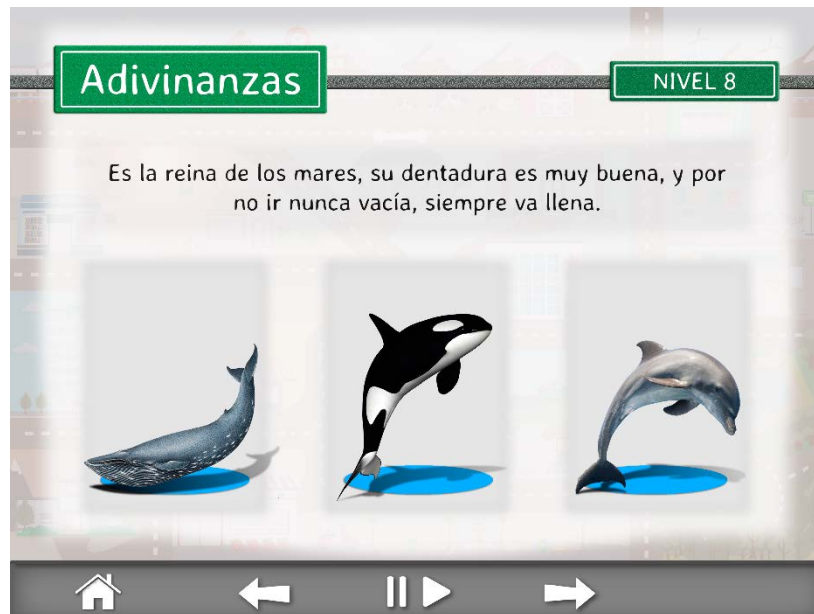 Adivinanzas
NIVEL 8
Es la reina de los mares, su dentadura es muy buena, y por
no ir nunca vacía, siempre va llena.